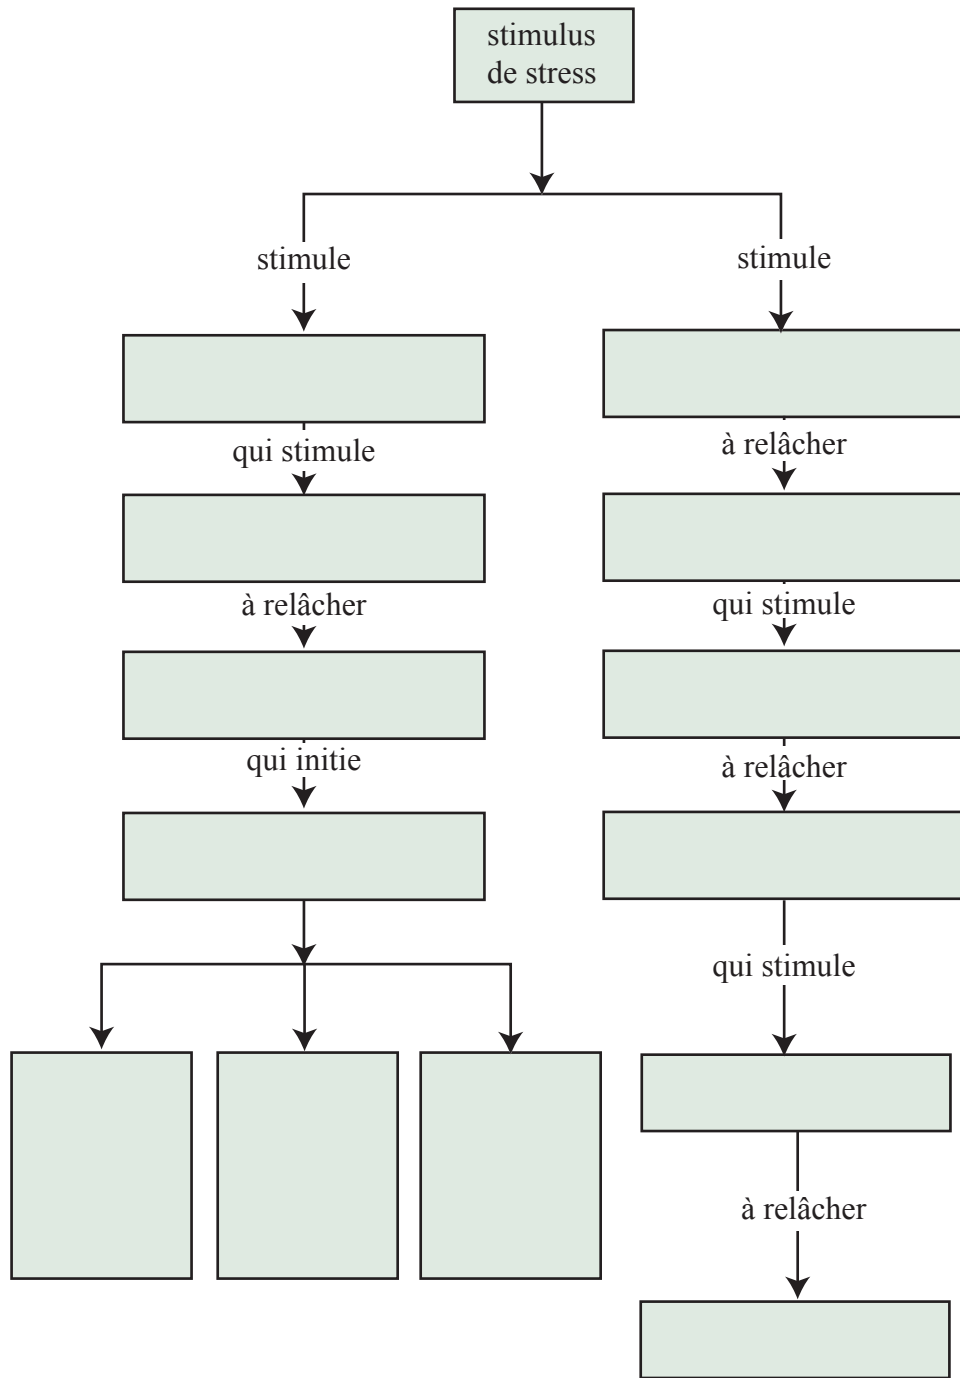 stimulus
de stress
stimule
stimule
qui stimule
à relâcher
à relâcher
qui stimule
qui initie
à relâcher
qui stimule
à relâcher